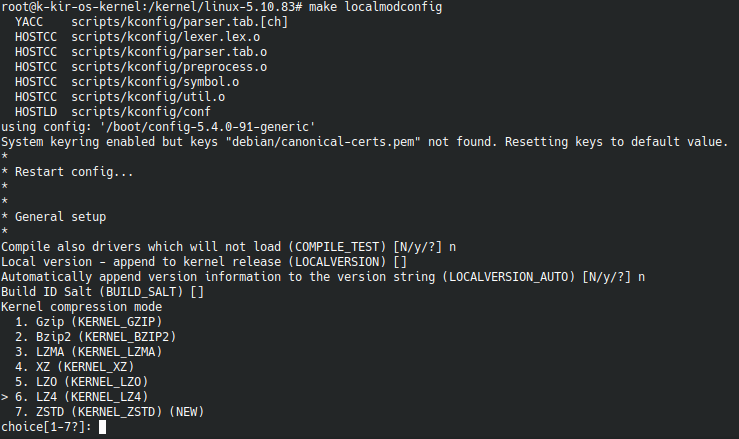 root@k-kir-os-kernel:/kernel/linux-5.10.83# make localmodconfig
  YACC    scripts/kconfig/parser.tab.[ch]
  HOSTCC  scripts/kconfig/lexer.lex.o
  HOSTCC  scripts/kconfig/parser.tab.o
  HOSTCC  scripts/kconfig/preprocess.o
  HOSTCC  scripts/kconfig/symbol.o
  HOSTCC  scripts/kconfig/util.o
  HOSTLD  scripts/kconfig/conf
using config: '/boot/config-5.4.0-91-generic'
System keyring enabled but keys "debian/canonical-certs.pem" not found. Resetting keys to default value.
*
* Restart config...
*
*
* General setup
*
Compile also drivers which will not load (COMPILE_TEST) [N/y/?] n
Local version - append to kernel release (LOCALVERSION) []
Automatically append version information to the version string (LOCALVERSION_AUTO) [N/y/?] n
Build ID Salt (BUILD_SALT) []
Kernel compression mode
  1. Gzip (KERNEL_GZIP)
  2. Bzip2 (KERNEL_BZIP2)
  3. LZMA (KERNEL_LZMA)
  4. XZ (KERNEL_XZ)
  5. LZO (KERNEL_LZO)
> 6. LZ4 (KERNEL_LZ4)
  7. ZSTD (KERNEL_ZSTD) (NEW)
choice[1-7?]: